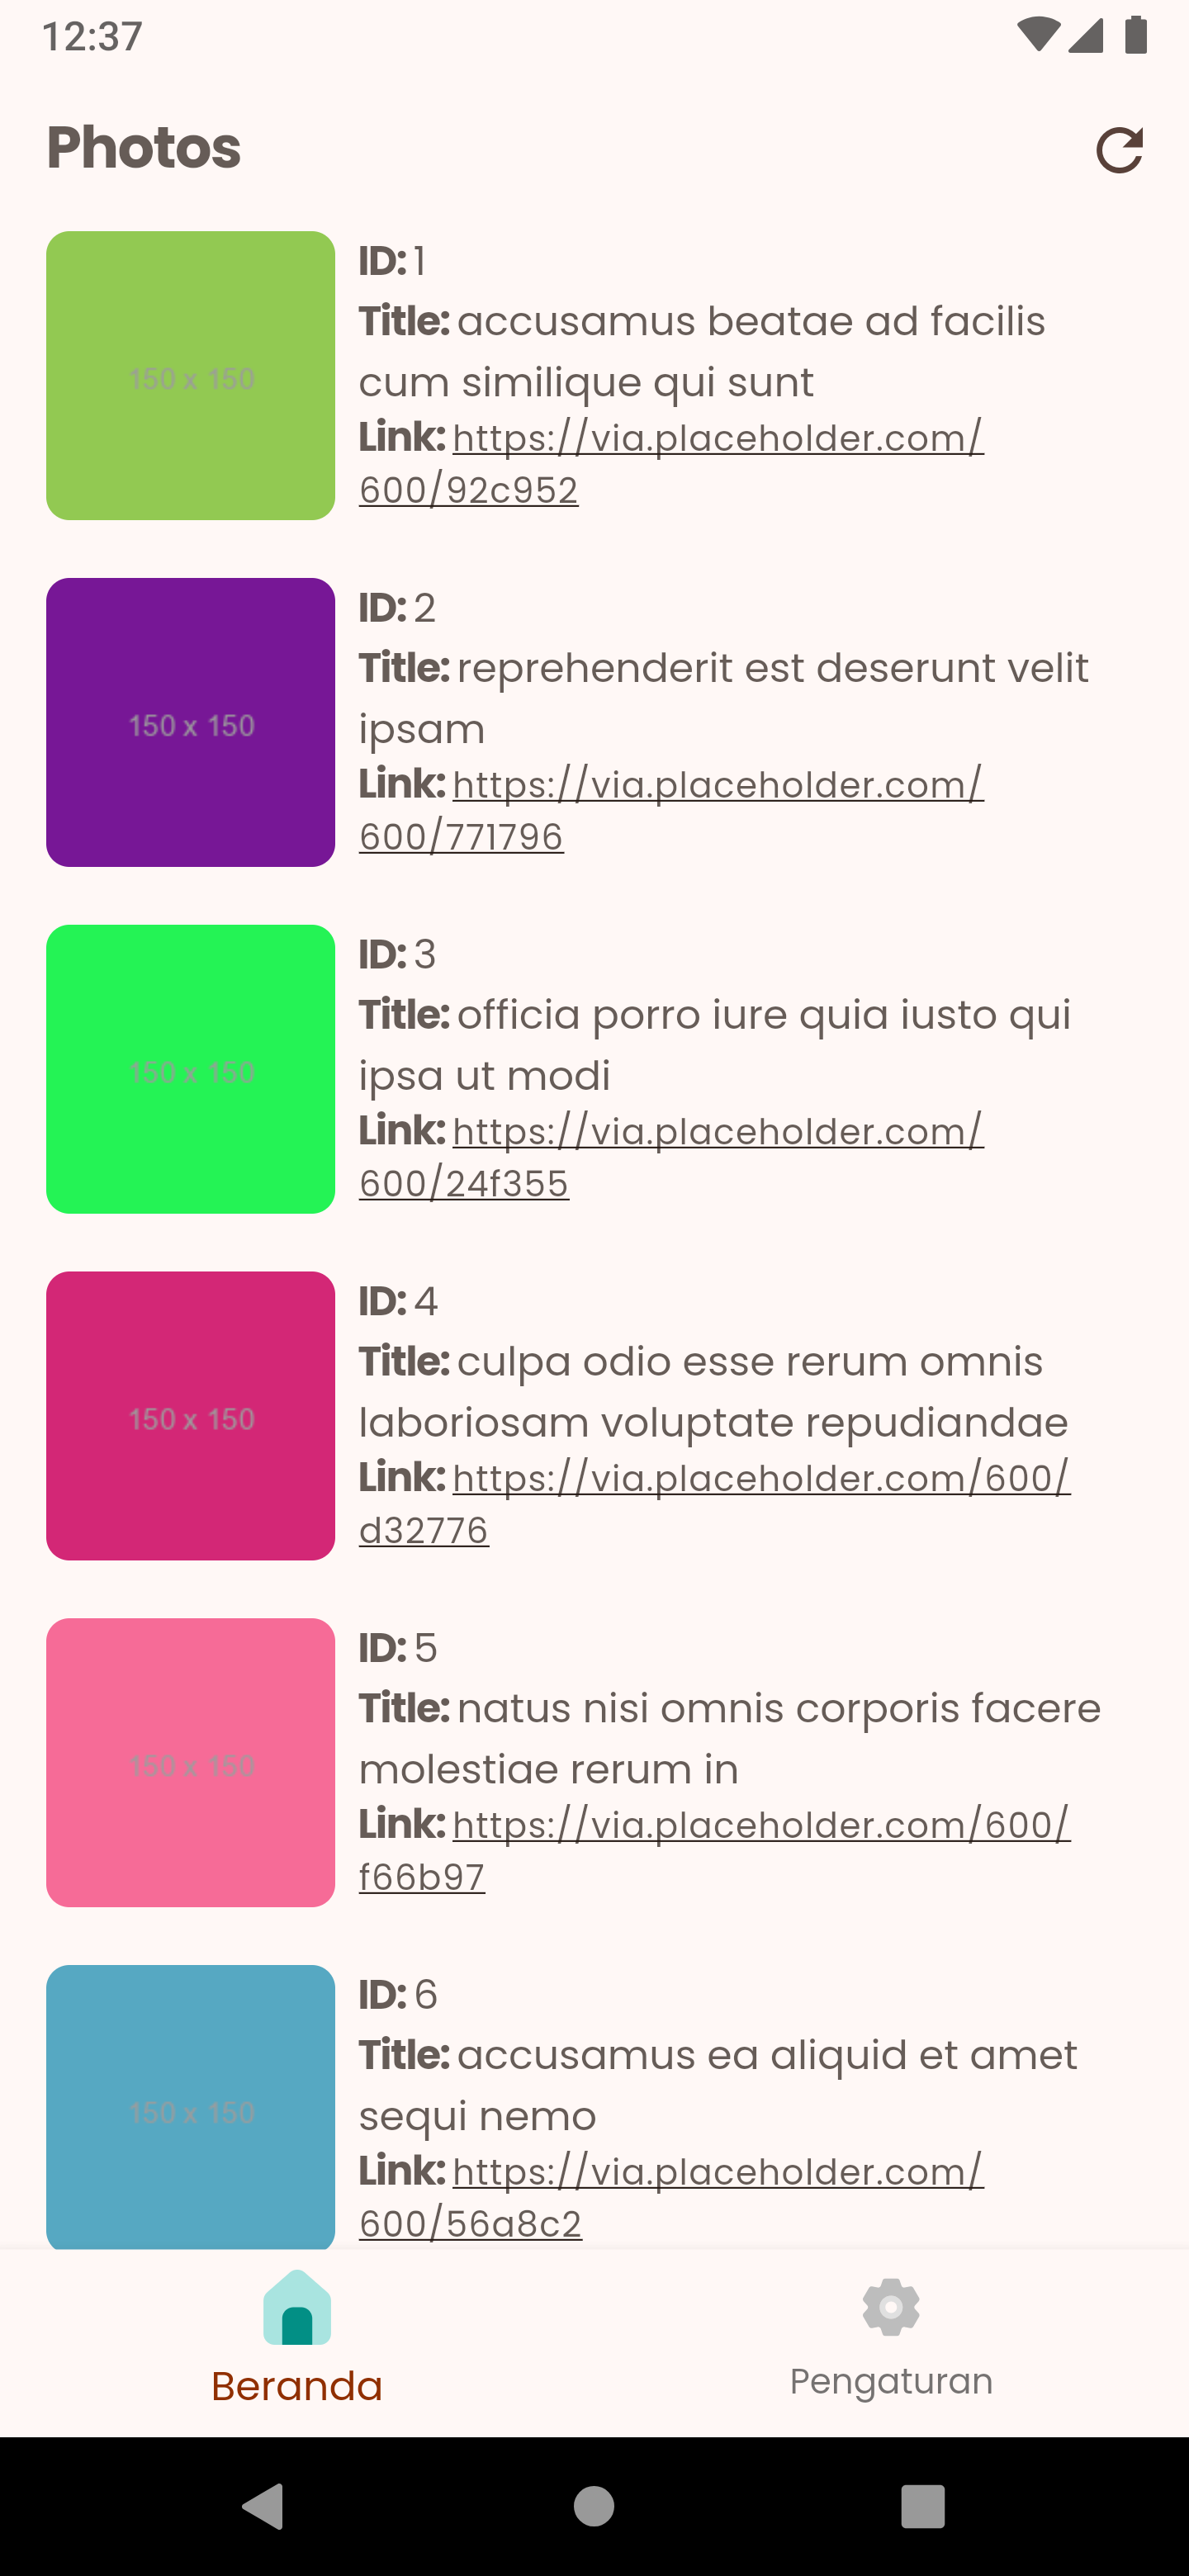 12:37
Photos
150 x 150
ID: 1
Title: accusamus beatae ad facilis
cum similique qui sunt
Link: https://via.placeholder.com/
600/92c952
150 x 150
ID: 2
Title: reprehenderit est deserunt velit
ipsam
Link: https://via.placeholder.com/
600/771796
150 x 150
ID: 3
Title: officia porro iure quia iusto qui
ipsa ut modi
Link: https://via.placeholder.com/
600/24f355
150 x 150
ID: 4
Title: culpa odio esse rerum omnis
laboriosam voluptate repudiandae
Link: https://via.placeholder.com/600/
d32776
150 x 150
ID: 5
Title: natus nisi omnis corporis facere
molestiae rerum in
Link: https://via.placeholder.com/600/
f66b97
150 x 150
ID: 6
Title: accusamus ea aliquid et amet
sequi nemo
Link: https://via.placeholder.com/
600/56a8c2
Beranda
Pengaturan